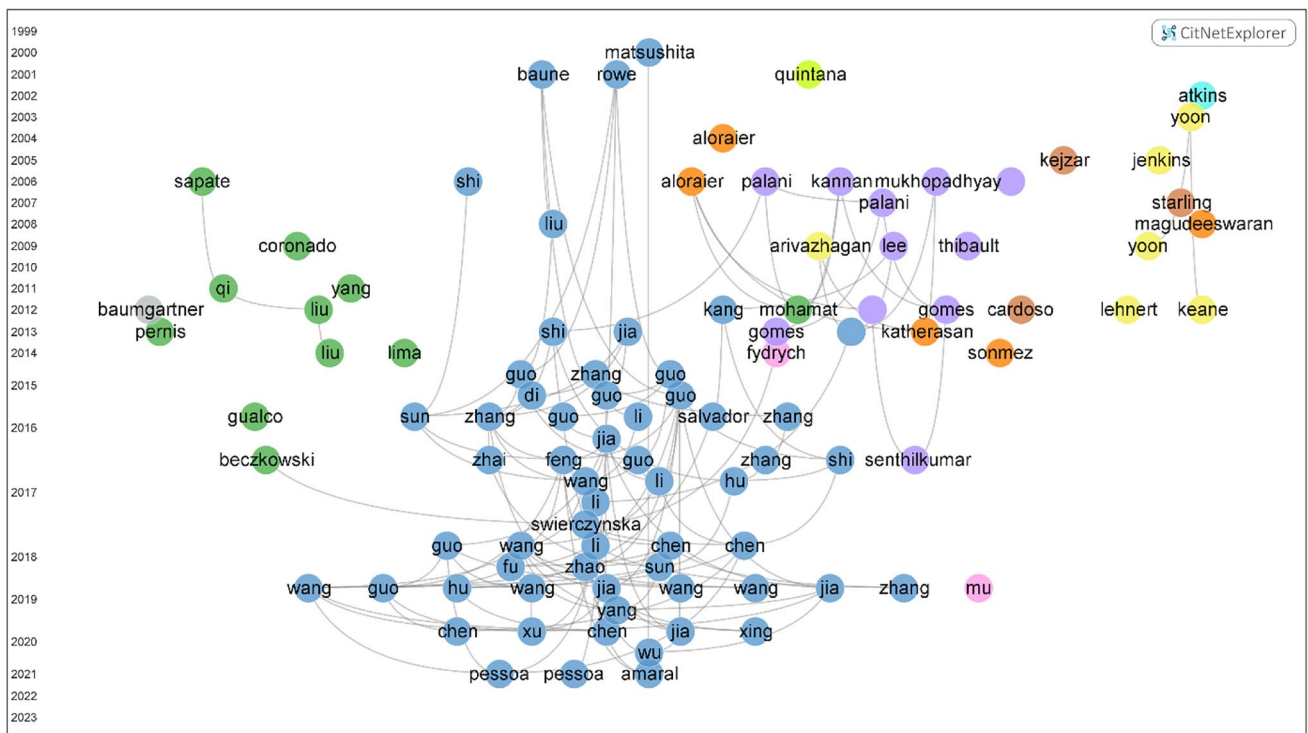 1999
CitNetExplorer
2000
matsushita
2001
baune rowe quintana
2002
atkins
2003
yoon
2004
aloraier
2005
kejzar jenkins
2006
sapate shi aloraier palani kannan mukhopadhyay
2007
palani starling
2008
liu magudeeswaran
2009
coronado arivazhagan lee thibault yoon
2010
2011
qi yang
2012
baumgartner liu kang mohamat gomes cardoso lehnert keane
2013
pernis shi jia gomes katherasan
2014
liu lima fydrych sonmez
guo zhang guo
2015
di guo guo
gualco sun zhang guo li salvador zhang
2016
jia
beczkowski zhai feng guo zhang shi senthilkumar
wang li hu
2017
li
swierczynska
guo wang li chen chen
2018
fu zhao sun
wang guo hu wang jia wang wang jia zhang mu
2019
yang
chen xu chen jia xing
2020
wu
2021
pessoa pessoa amaral
2022
2023